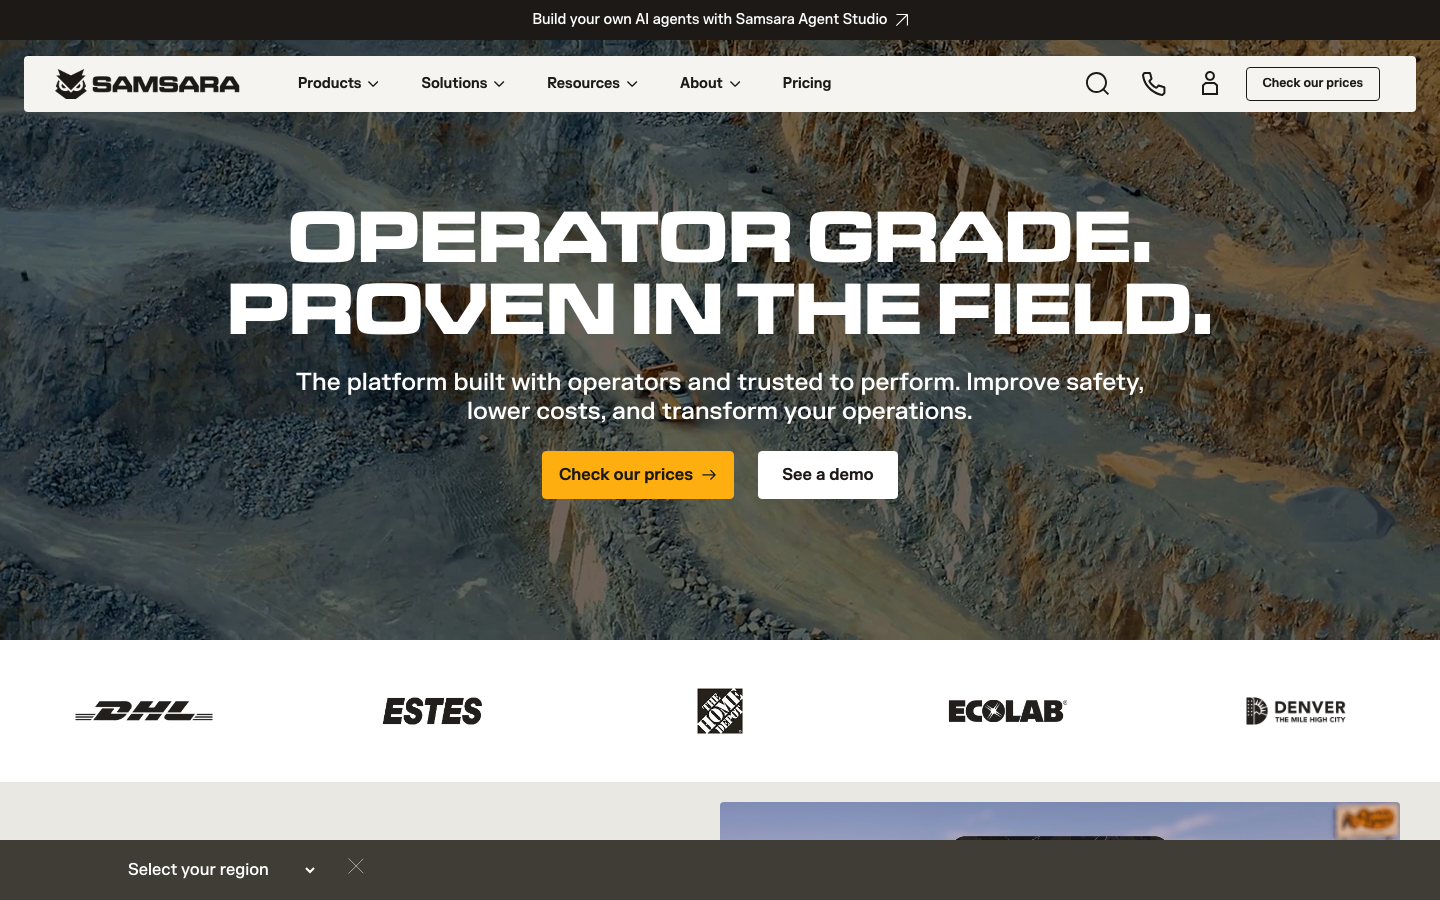 Build your own AI agents with Samsara Agent Studio
SAMSARA
Products
Solutions
Resources
About
Pricing
Check our prices
OPERATOR GRADE.
PROVEN IN THE FIELD.
The platform built with operators and trusted to perform. Improve safety,
lower costs, and transform your operations.
Check our prices
See a demo
DHL
ESTES
THE
HOME
DEPOT
ECOLAB®
DENVER
THE MILE HIGH CITY
Select your region